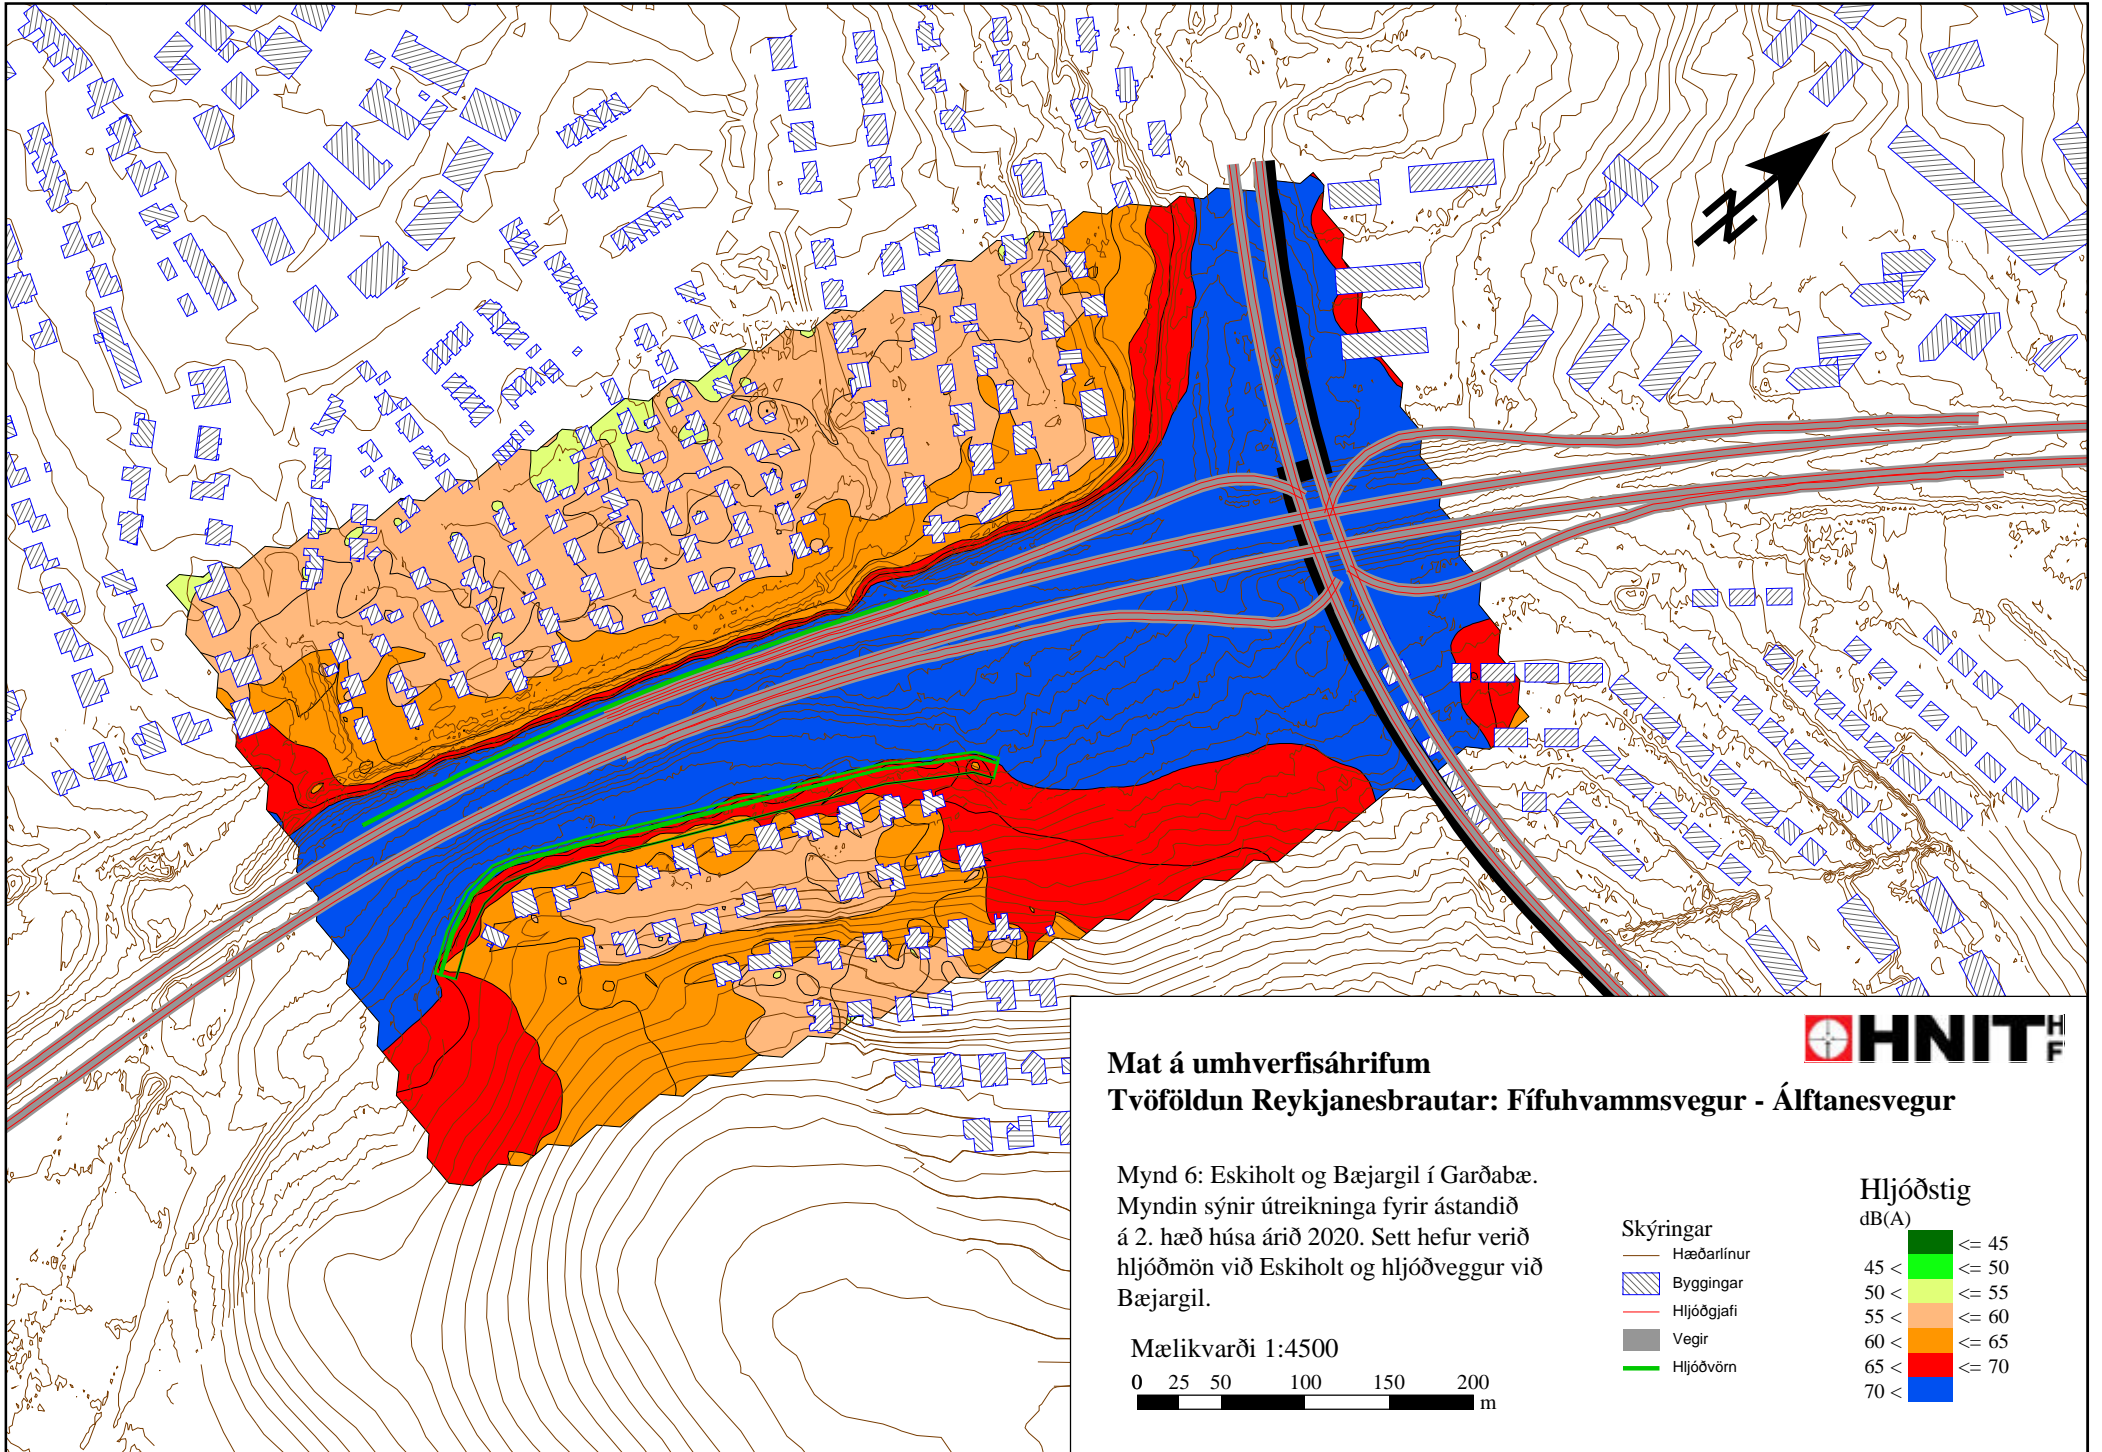 N
HNIT HF
Mat á umhverfisáhrifum
Tvöföldun Reykjanesbrautar: Fífuhvammsvegur - Álftanesvegur
Mynd 6: Eskiholt og Bæjargil í Garðabæ.
Myndin sýnir útreikninga fyrir ástandið
á 2. hæð húsa árið 2020. Sett hefur verið
hljóðmön við Eskiholt og hljóðveggur við
Bæjargil.
Mælikvarði 1:4500
0 25 50 100 150 200
m
Skýringar
Hæðarlínur
Byggingar
Hljóðgjafi
Vegir
Hljóðvörn
Hljóðstig
dB(A)
<= 45
45 < <= 50
50 < <= 55
55 < <= 60
60 < <= 65
65 < <= 70
70 <